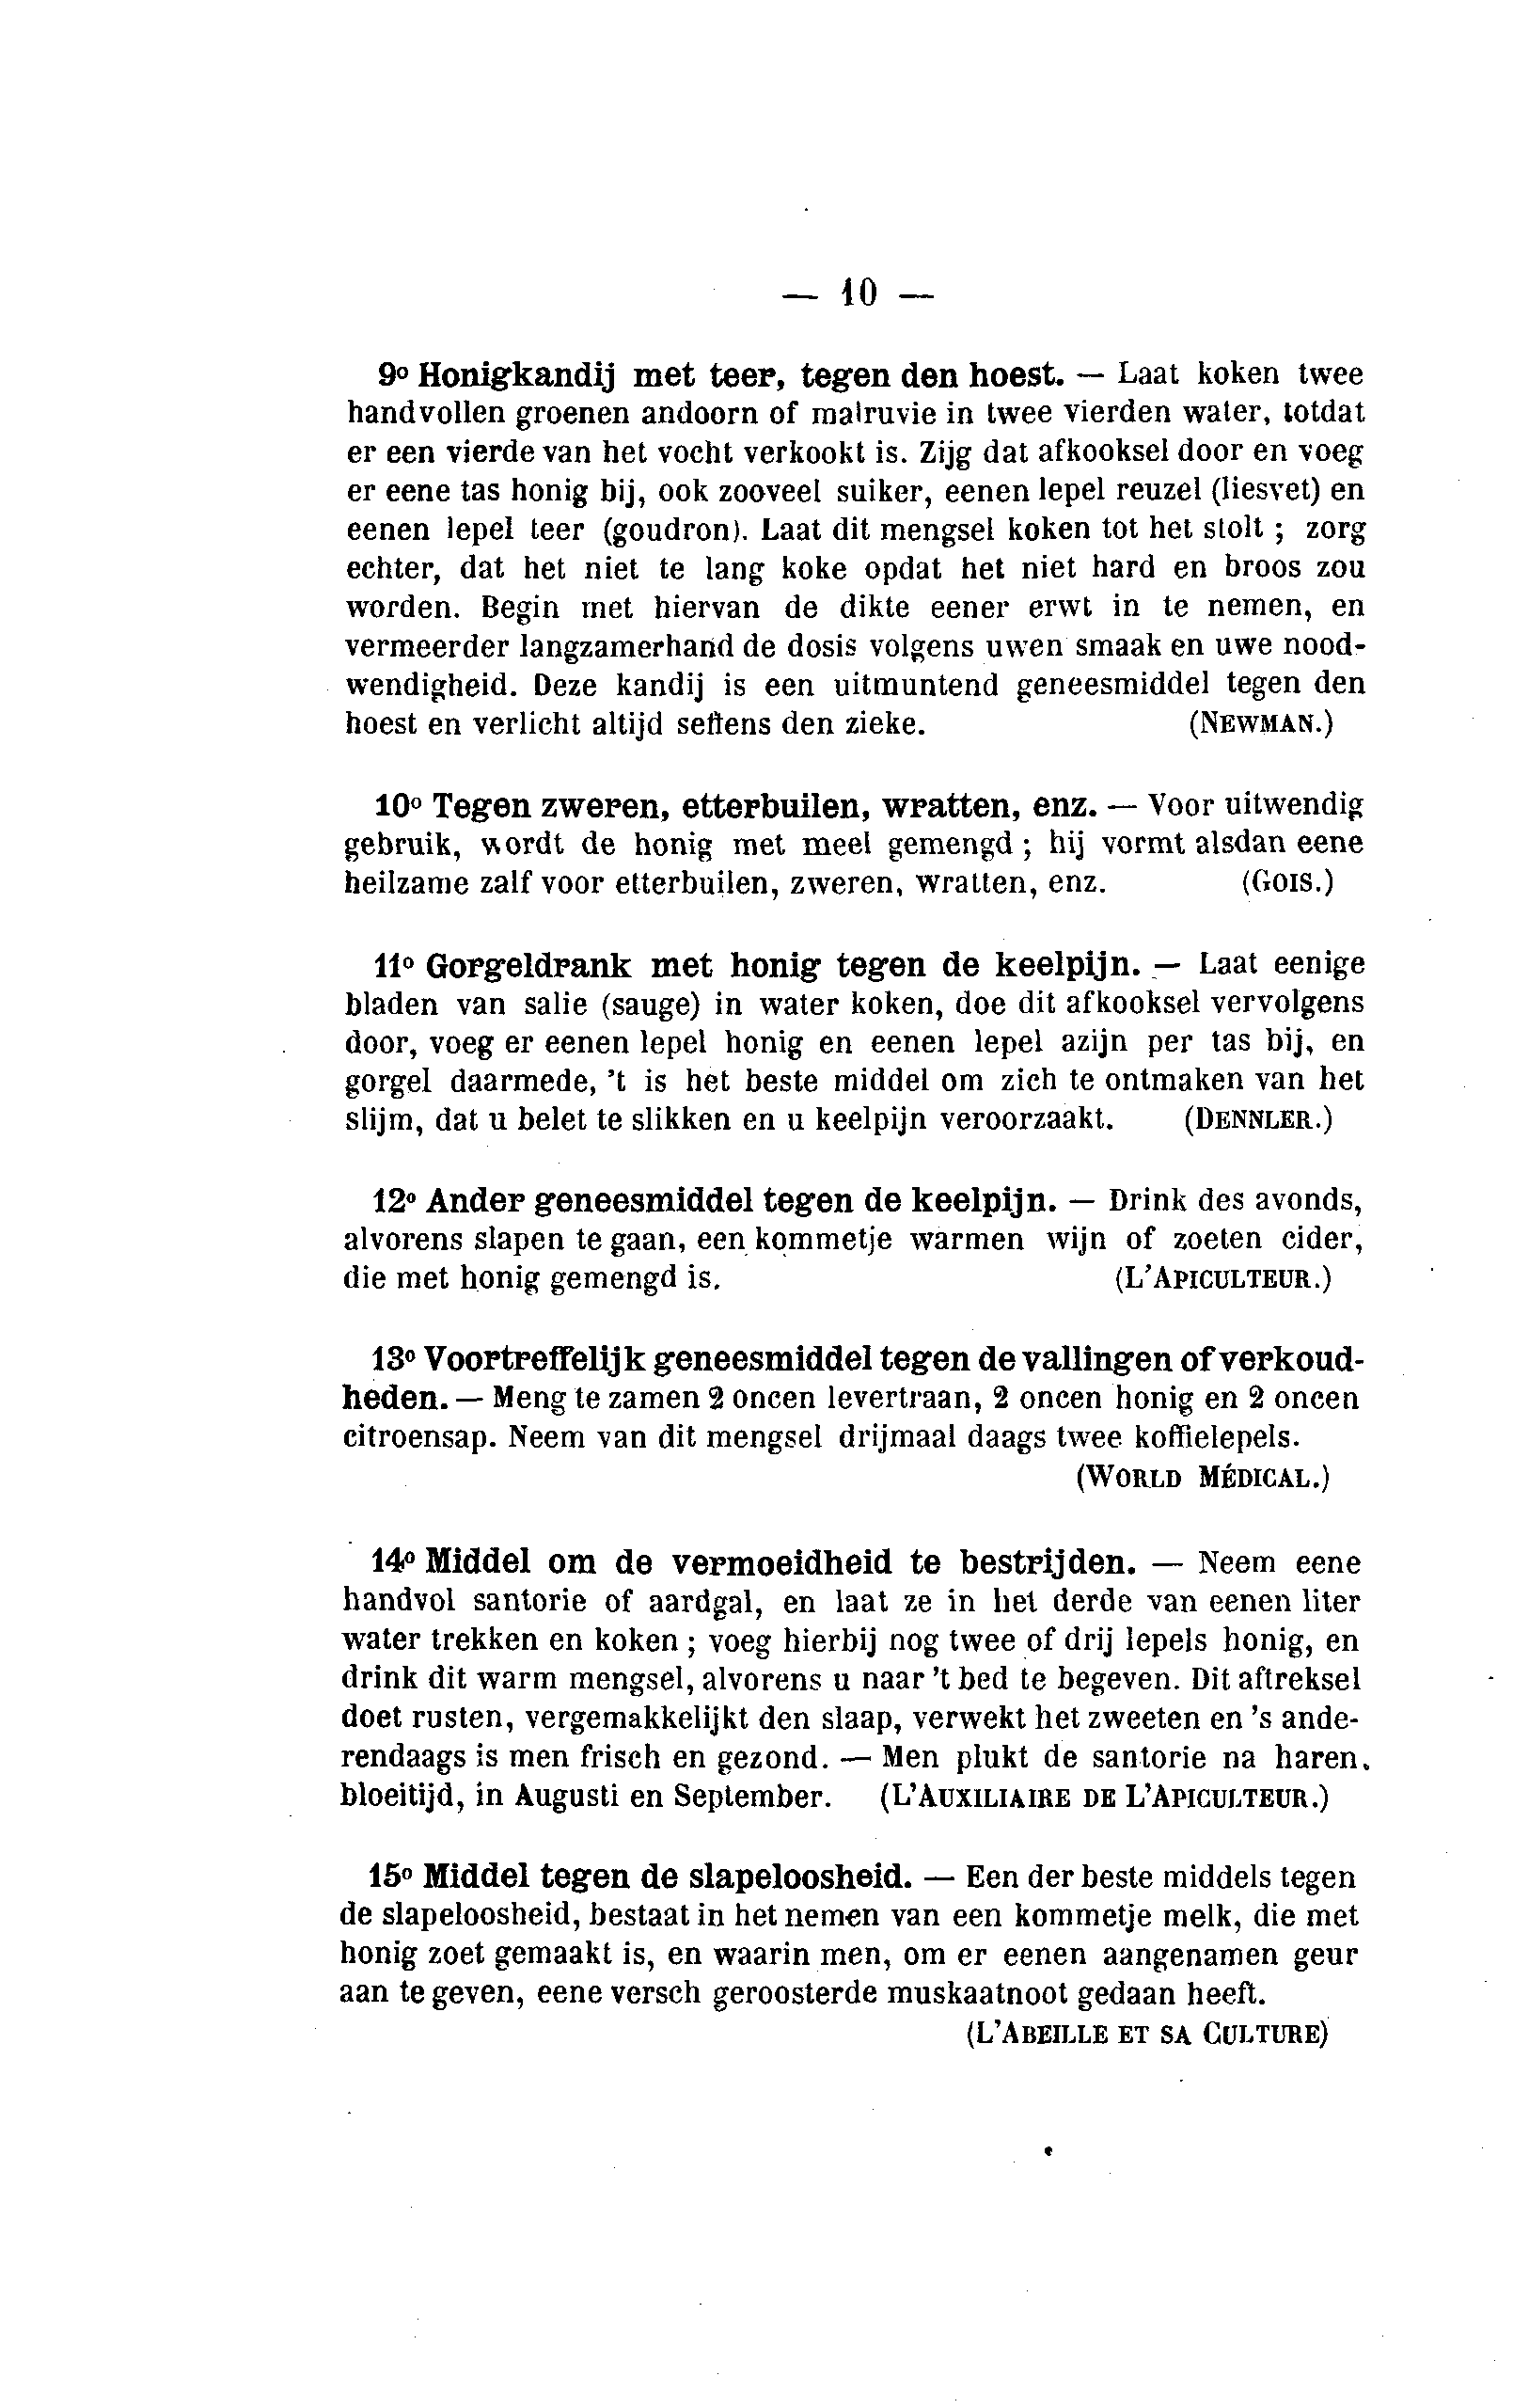 — 10 —
9º Honigkandij met teer, tegen den hoest. — Laat koken twee
handvollen groenen andoorn of malruvie in twee vierden water, totdat
er een vierde van het vocht verkookt is. Zijg dat afkooksel door en voeg
er eene tas honig bij, ook zooveel suiker, eenen lepel reuzel (liesvet) en
eenen lepel teer (goudron). Laat dit mengsel koken tot het stolt ; zorg
echter, dat het niet te lang koke opdat het niet hard en broos zou
worden. Begin met hiervan de dikte eener erwt in te nemen, en
vermeerder langzamerhand de dosis volgens uwen smaak en uwe nood-
wendigheid. Deze kandij is een uitmuntend geneesmiddel tegen den
hoest en verlicht altijd seffens den zieke. (NEWMAN.)
10º Tegen zweren, etterbuilen, wratten, enz. — Voor uitwendig
gebruik, wordt de honig met meel gemengd ; hij vormt alsdan eene
heilzame zalf voor etterbuilen, zweren, wratten, enz. (GOIS.)
11º Gorgeldrank met honig tegen de keelpijn. — Laat eenige
bladen van salie (sauge) in water koken, doe dit afkooksel vervolgens
door, voeg er eenen lepel honig en eenen lepel azijn per tas bij, en
gorgel daarmede, 't is het beste middel om zich te ontmaken van het
slijm, dat u belet te slikken en u keelpijn veroorzaakt. (DENNLER.)
12º Ander geneesmiddel tegen de keelpijn. — Drink des avonds,
alvorens slapen te gaan, een kommetje warmen wijn of zoeten cider,
die met honig gemengd is. (L'APICULTEUR.)
13º Voortreffelijk geneesmiddel tegen de vallingen of verkoud-
heden. — Meng te zamen 2 oncen levertraan, 2 oncen honig en 2 oncen
citroensap. Neem van dit mengsel drijmaal daags twee koffielepels.
(WORLD MÉDICAL.)
14º Middel om de vermoeidheid te bestrijden. — Neem eene
handvol santorie of aardgal, en laat ze in het derde van eenen liter
water trekken en koken ; voeg hierbij nog twee of drij lepels honig, en
drink dit warm mengsel, alvorens u naar 't bed te begeven. Dit aftreksel
doet rusten, vergemakkelijkt den slaap, verwekt het zweeten en 's ande-
rendaags is men frisch en gezond. — Men plukt de santorie na haren.
bloeitijd, in Augusti en September. (L'AUXILIAIRE DE L'APICULTEUR.)
15º Middel tegen de slapeloosheid. — Een der beste middels tegen
de slapeloosheid, bestaat in het nemen van een kommetje melk, die met
honig zoet gemaakt is, en waarin men, om er eenen aangenamen geur
aan te geven, eene versch geroosterde muskaatnoot gedaan heeft.
(L'ABEILLE ET SA CULTURE)